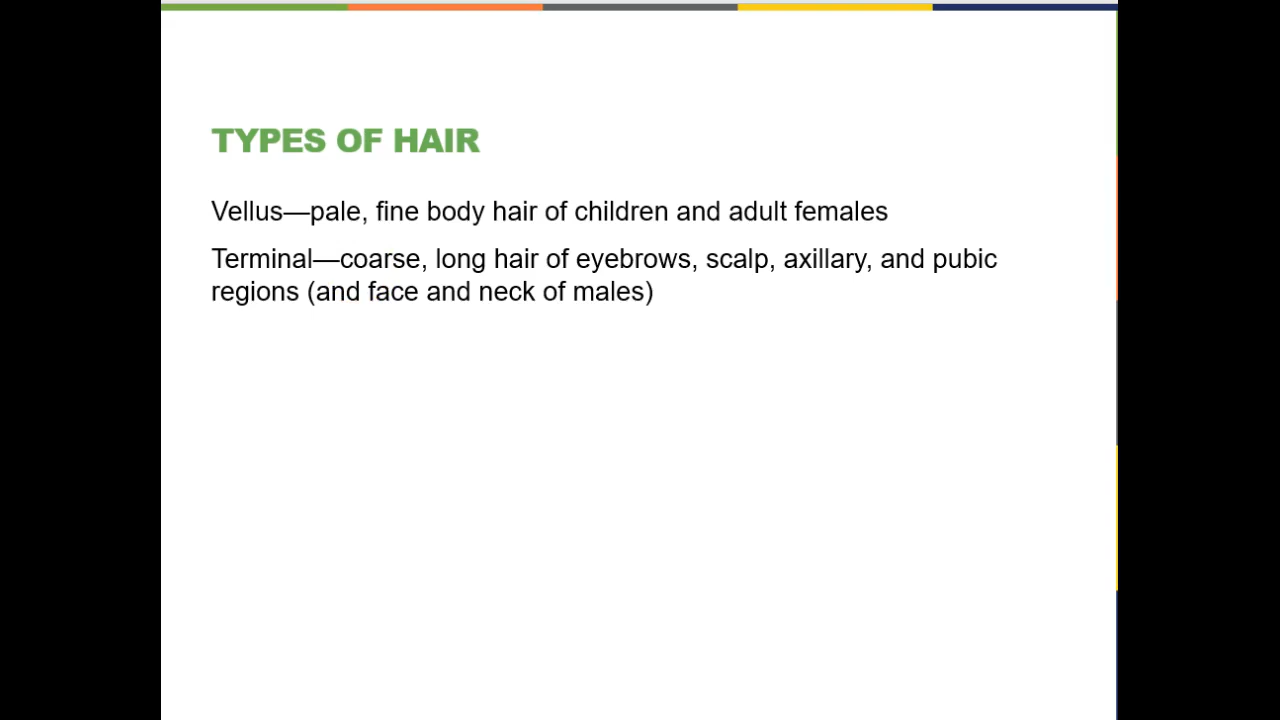 TYPES OF HAIR
Vellus—pale, fine body hair of children and adult females
Terminal—coarse, long hair of eyebrows, scalp, axillary, and pubic
regions (and face and neck of males)